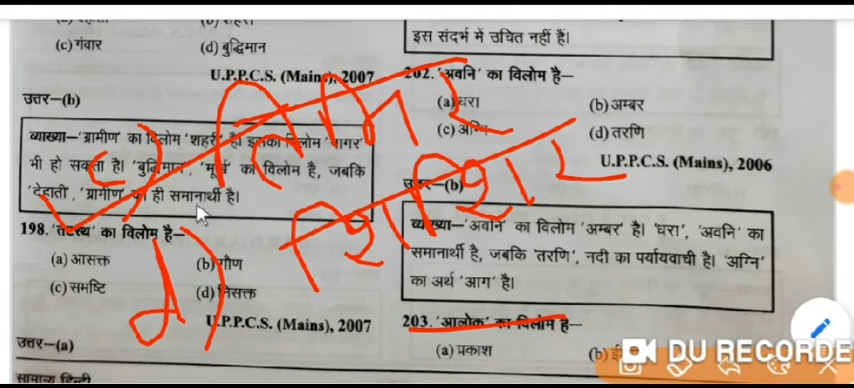 (c) गंवार
(d) बुद्धिमान
U.P.P.C.S. (Mains), 2007
उत्तर–(b)
व्याख्या–'ग्रामीण' का विलोम 'शहरी' है। इसका विलोम 'नागर'
भी हो सकता है। 'बुद्धिमान', 'मूर्ख' का विलोम है, जबकि
'देहाती', 'ग्रामीण' का ही समानार्थी है।
198. 'तटस्थ' का विलोम है–
(a) आसक्त
(b) गौण
(c) समष्टि
(d) निसक्त
U.P.P.C.S. (Mains), 2007
उत्तर–(a)
सामान्य हिन्दी
इस संदर्भ में उचित नहीं हैं।
202. 'अवनि' का विलोम है–
(a) धरा
(b) अम्बर
(c) अग्नि
(d) तरणि
U.P.P.C.S. (Mains), 2006
उत्तर–(b)
व्याख्या–'अवनि' का विलोम 'अम्बर' है। 'धरा', 'अवनि' का
समानार्थी है, जबकि 'तरणि', नदी का पर्यायवाची है। 'अग्नि'
का अर्थ 'आग' है।
203. 'आलोक' का विलोम है–
(a) प्रकाश
(b)
c)
d)
DU RECORDE